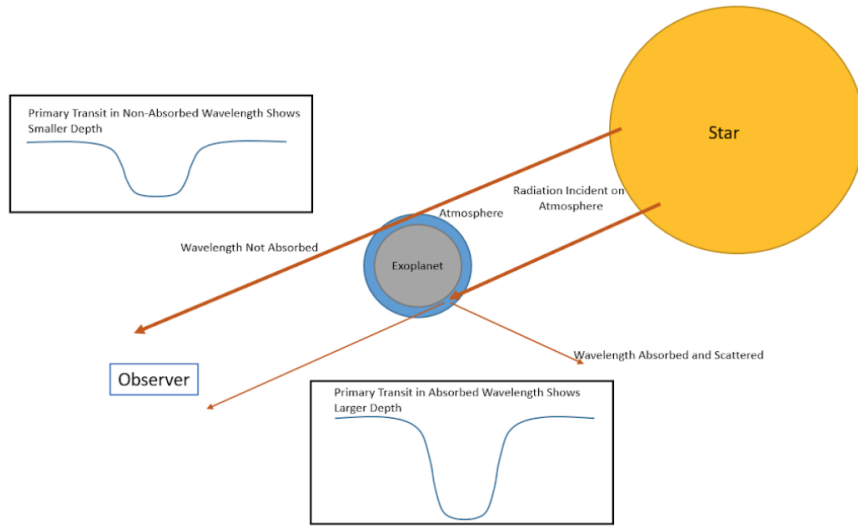 Primary Transit in Non-Absorbed Wavelength Shows
Smaller Depth
Star
Radiation Incident on
Atmosphere
Atmosphere
Wavelength Not Absorbed
Exoplanet
Wavelength Absorbed and Scattered
Observer
Primary Transit in Absorbed Wavelength Shows
Larger Depth